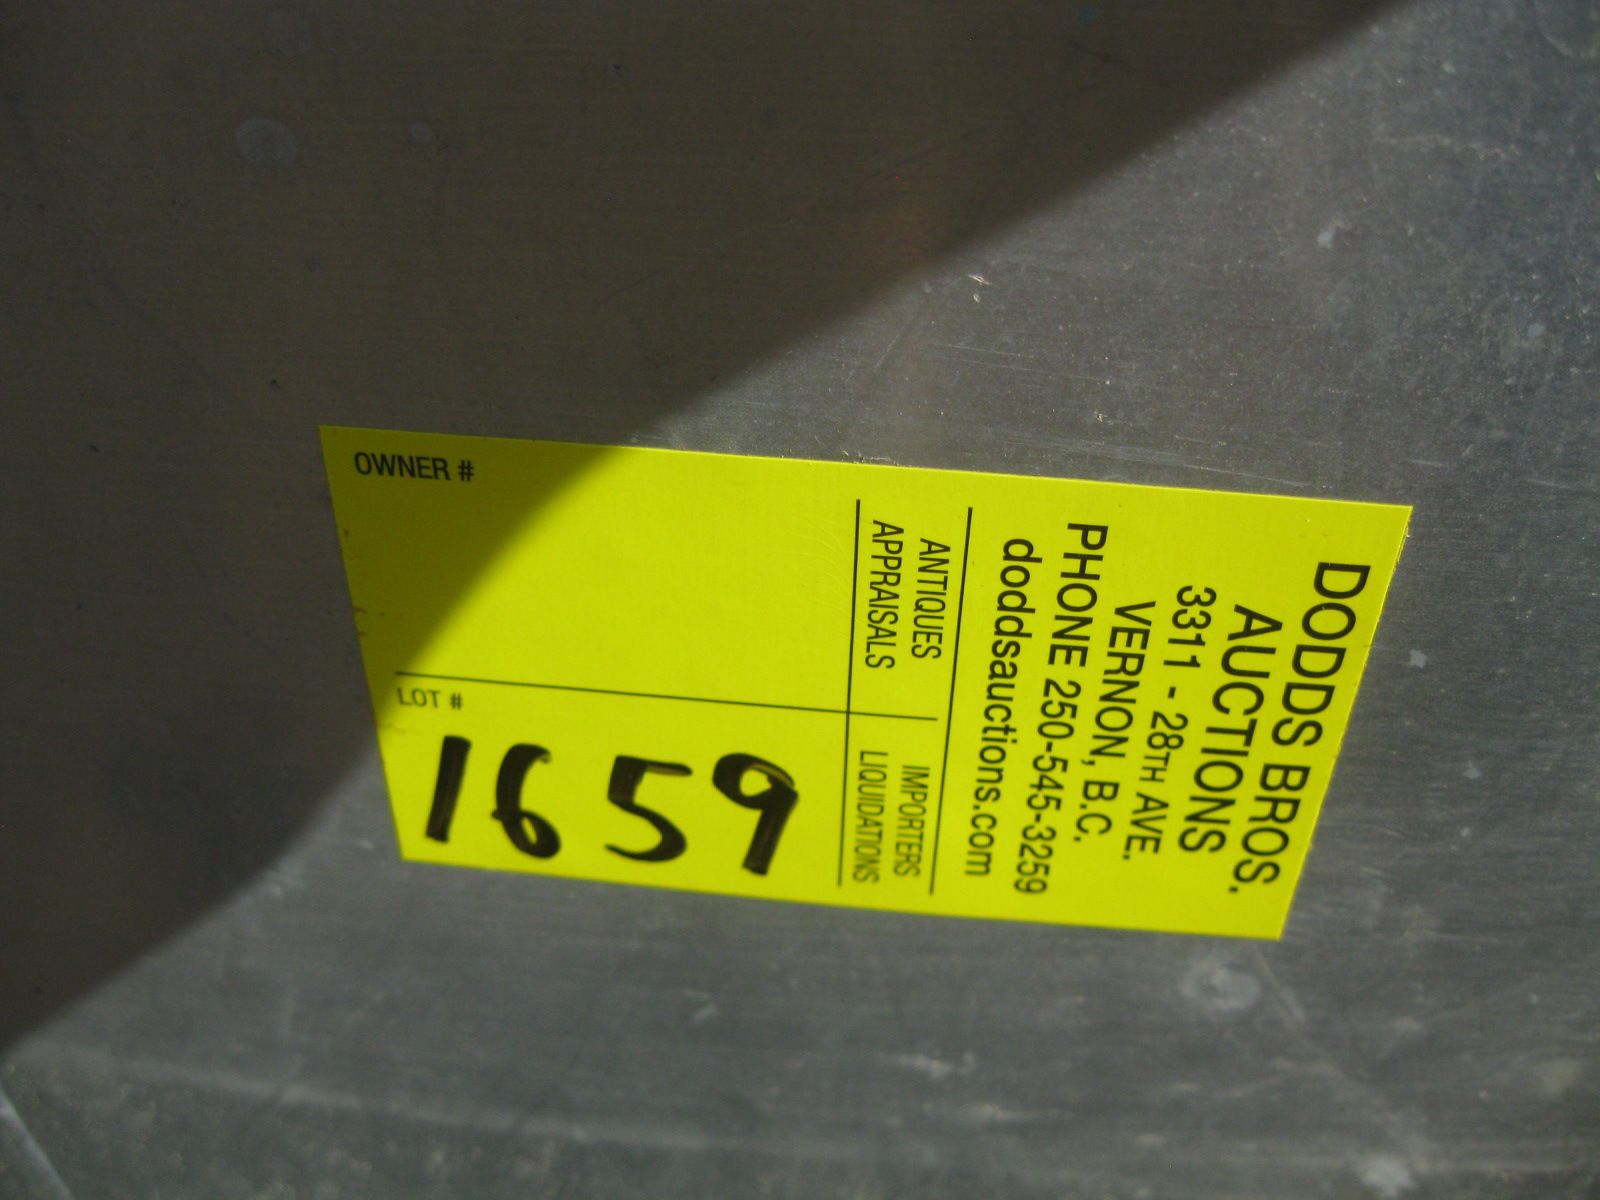 OWNER #
LOT #
1659
DODDS BROS.
AUCTIONS
3311 - 28TH AVE.
VERNON, B.C.
PHONE 250-545-3259
doddsauctions.com
ANTIQUES
APPRAISALS
IMPORTERS
LIQUIDATIONS